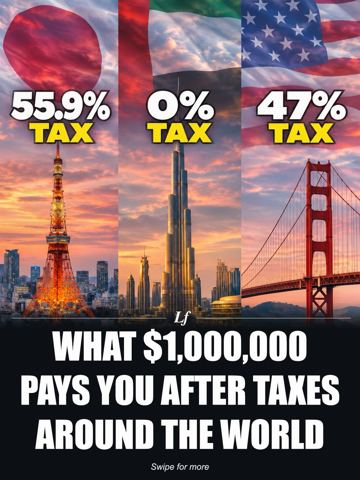 55.9% 0% 47%
TAX TAX TAX
Lf
WHAT $1,000,000
PAYS YOU AFTER TAXES
AROUND THE WORLD
Swipe for more